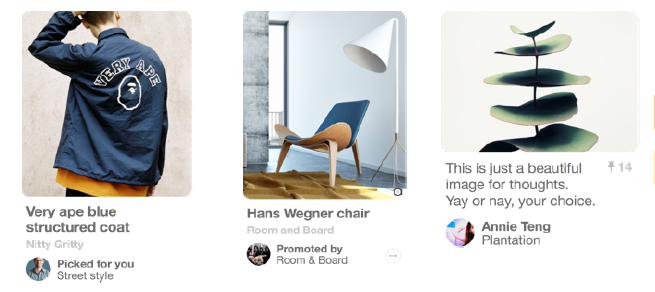 VERY APE
Very ape blue
structured coat
Nitty Gritty
Picked for you
Street style
Hans Wegner chair
Room and Board
Promoted by
Room & Board
This is just a beautiful
image for thoughts.
Yay or nay, your choice.
14
Annie Teng
Plantation